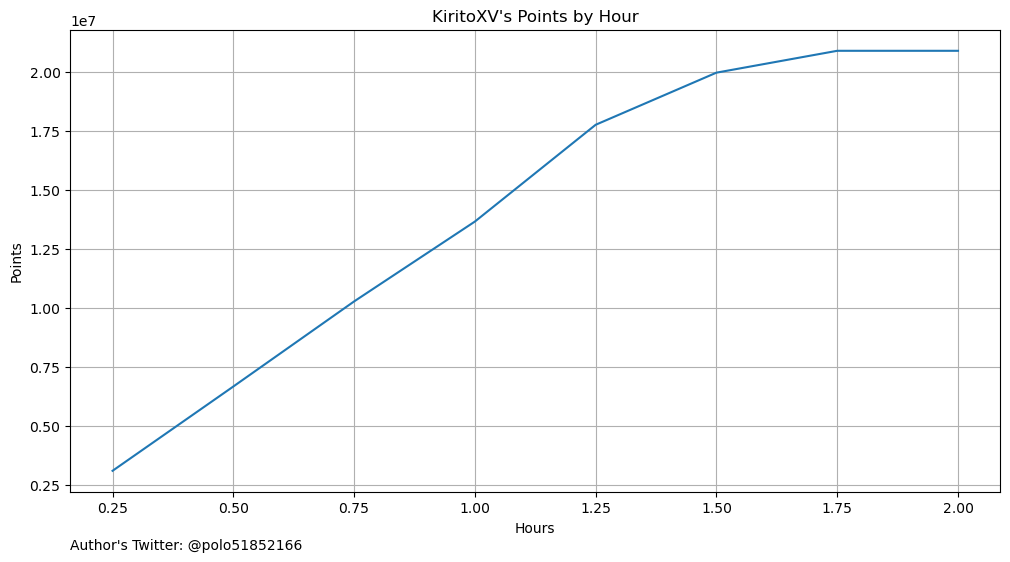 KiritoXV's Points by Hour
1e7
2.00
1.75
1.50
1.25
1.00
0.75
0.50
0.25
Points
0.25 0.50 0.75 1.00 1.25 1.50 1.75 2.00
Hours
Author's Twitter: @polo51852166